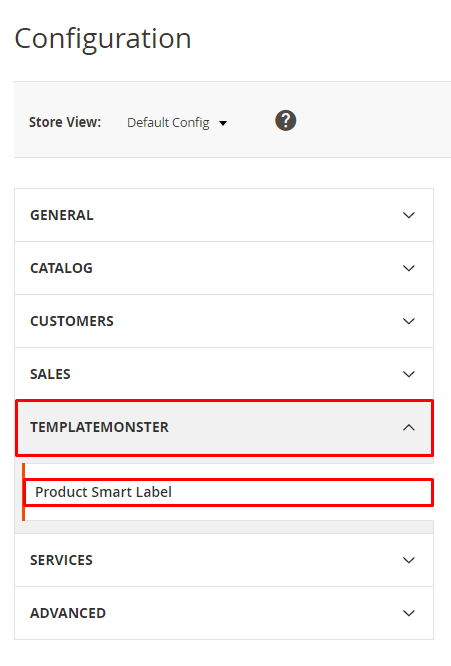 Configuration
Store View: Default Config ?
GENERAL
CATALOG
CUSTOMERS
SALES
TEMPLATEMONSTER
Product Smart Label
SERVICES
ADVANCED